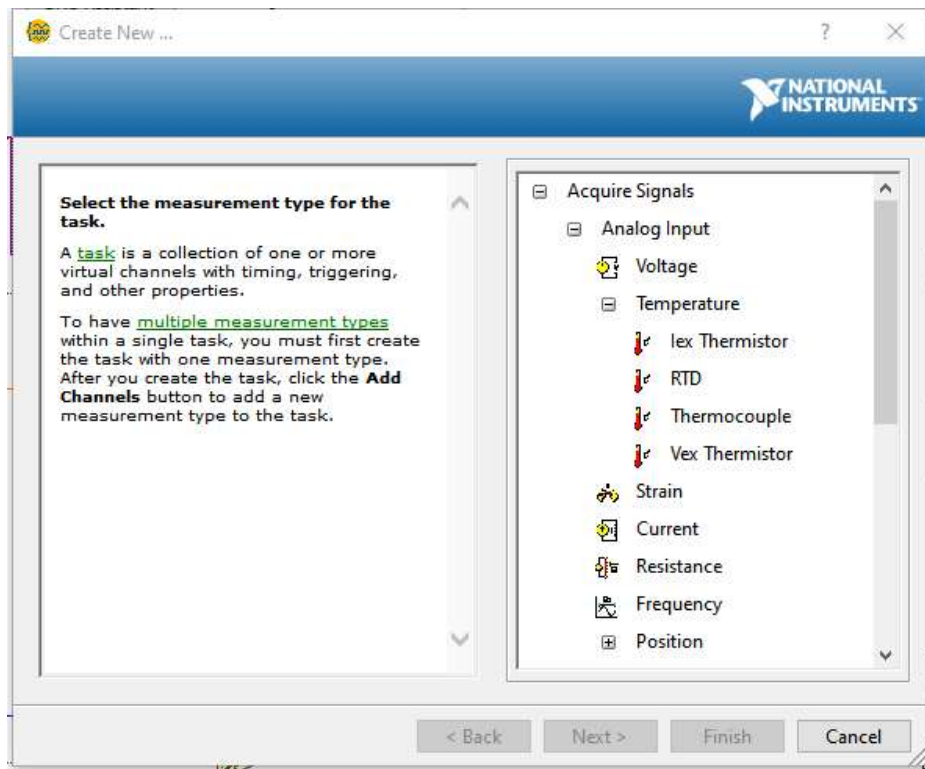 Create New ...
NATIONAL
INSTRUMENTS
Select the measurement type for the
task.
A task is a collection of one or more
virtual channels with timing, triggering,
and other properties.
To have multiple measurement types
within a single task, you must first create
the task with one measurement type.
After you create the task, click the Add
Channels button to add a new
measurement type to the task.
Acquire Signals
Analog Input
Voltage
Temperature
Iex Thermistor
RTD
Thermocouple
Vex Thermistor
Strain
Current
Resistance
Frequency
Position
< Back
Next >
Finish
Cancel